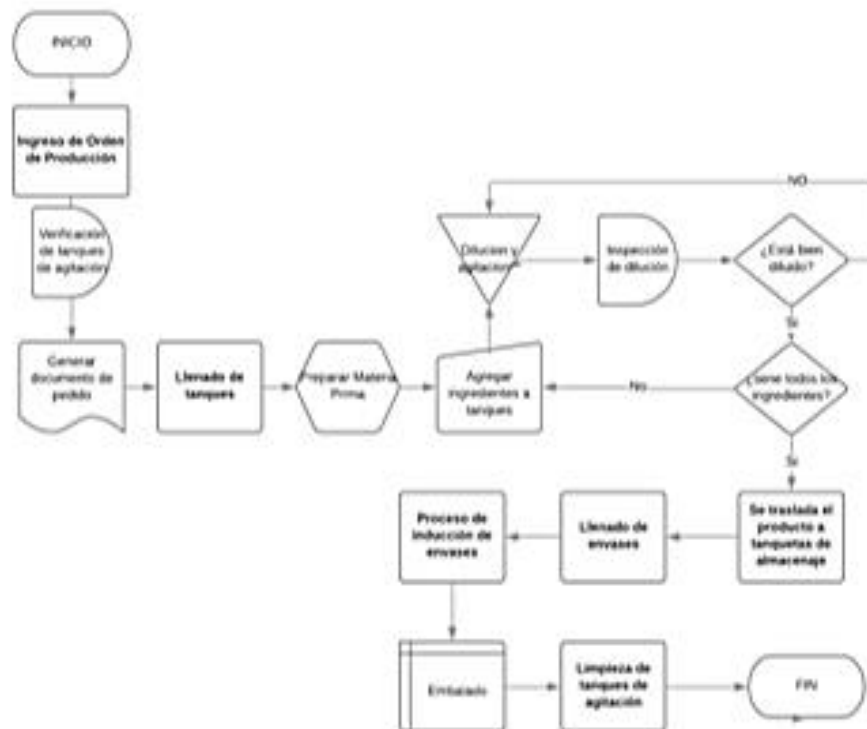 INICIO
Ingreso de Orden
de Producción
Verificación
de tanques
de agitación
Generar
documento de
pedido
Llenado de
tanques
Preparar Materia
Prima
Agregar
ingredientes a
tanques
Dilucion y
agitacion
Inspección
de dilución
¿Está bien
diluido?
NO
Si
¿tiene todos los
ingredientes?
No
Si
Se traslada el
producto a
tanquetas de
almacenaje
Llenado de
envases
Proceso de
inducción de
envases
Embalado
Limpieza de
tanques de
agitación
FIN